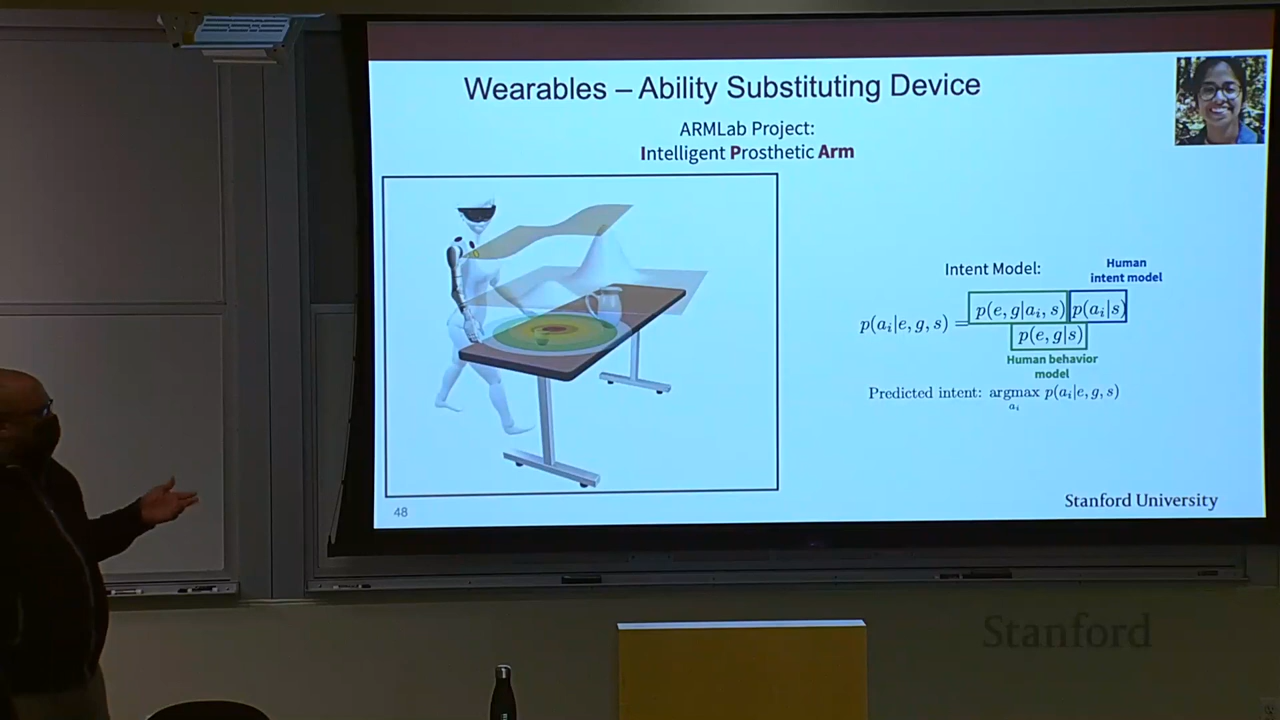 Wearables – Ability Substituting Device
ARMLab Project:
Intelligent Prosthetic Arm
Intent Model:
Human
intent model
p(a_i|e, g, s) = p(e, g|a_i, s) p(a_i|s)
p(e, g|s)
Human behavior
model
Predicted intent: argmax p(a_i|e, g, s)
a_i
48
Stanford University
Stanford